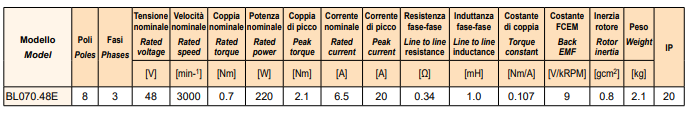 Modello
Model
Poli
Poles
Fasi
Phases
Tensione
nominale
Rated
voltage
[V]
Velocità
nominale
Rated
speed
[min-1]
Coppia
nominale
Rated
torque
[Nm]
Potenza
nominale
Rated
power
[W]
Coppia
di picco
Peak
torque
[Nm]
Corrente
nominale
Rated
current
[A]
Corrente
di picco
Peak
current
[A]
Resistenza
fase-fase
Line to line
resistance
[Ω]
Induttanza
fase-fase
Line to line
inductance
[mH]
Costante
di coppia
Torque
constant
[Nm/A]
Costante
FCEM
Back
EMF
[V/kRPM]
Inerzia
rotore
Rotor
inertia
[gcm²]
Peso
Weight
[kg]
IP
BL070.48E 8 3 48 3000 0.7 220 2.1 6.5 20 0.34 1.0 0.107 9 0.8 2.1 20